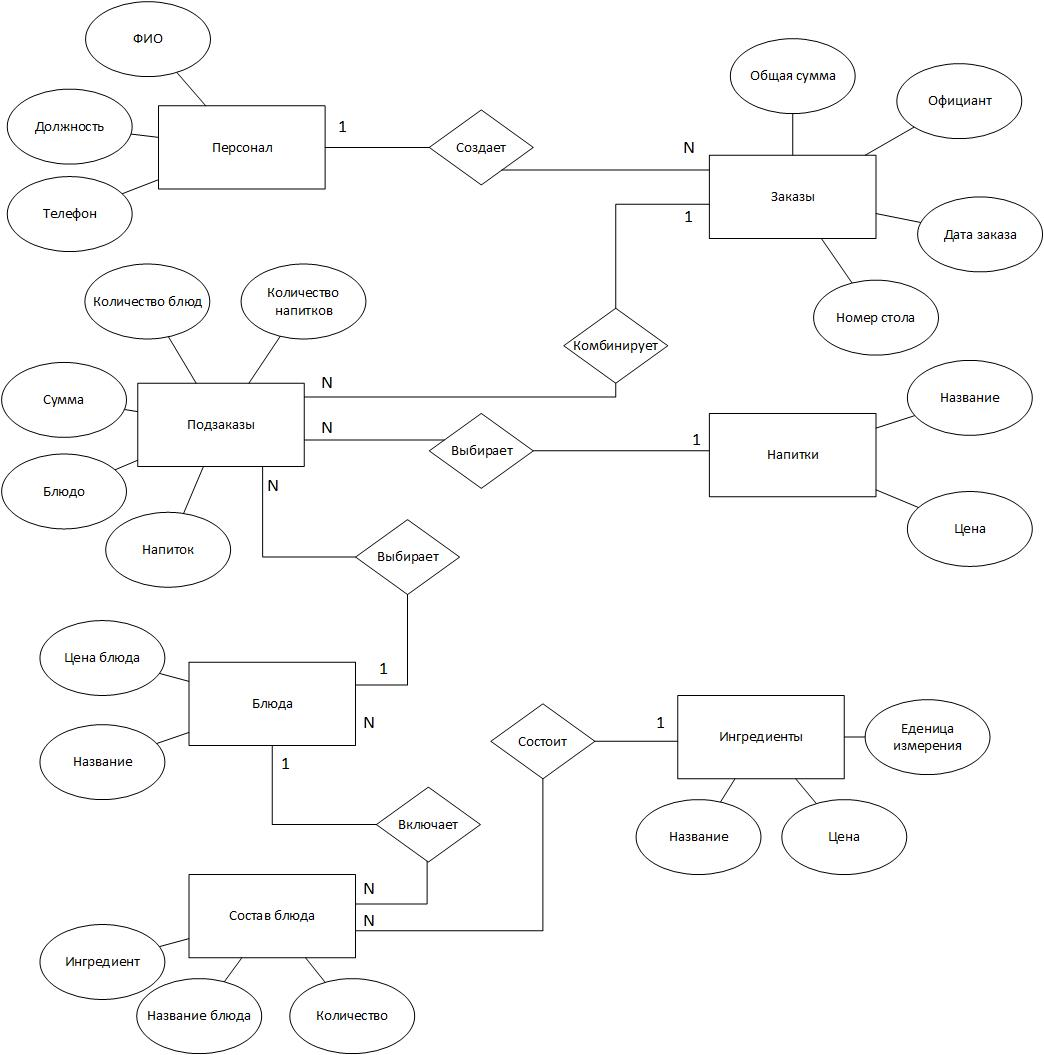 ФИО
Общая сумма
Официант
Должность
1
Персонал
Создает
N
Телефон
Заказы
1
Дата заказа
Количество блюд
Количество
напитков
Номер стола
Комбинирует
N
Сумма
Название
Подзаказы
N
Выбирает
1
Напитки
Блюдо
N
Цена
Напиток
Выбирает
Цена блюда
1
Блюда
N
Состоит
1
Ингредиенты
Еденица
измерения
Название
1
Включает
Название
Цена
N
Состав блюда
N
Ингредиент
Название блюда
Количество